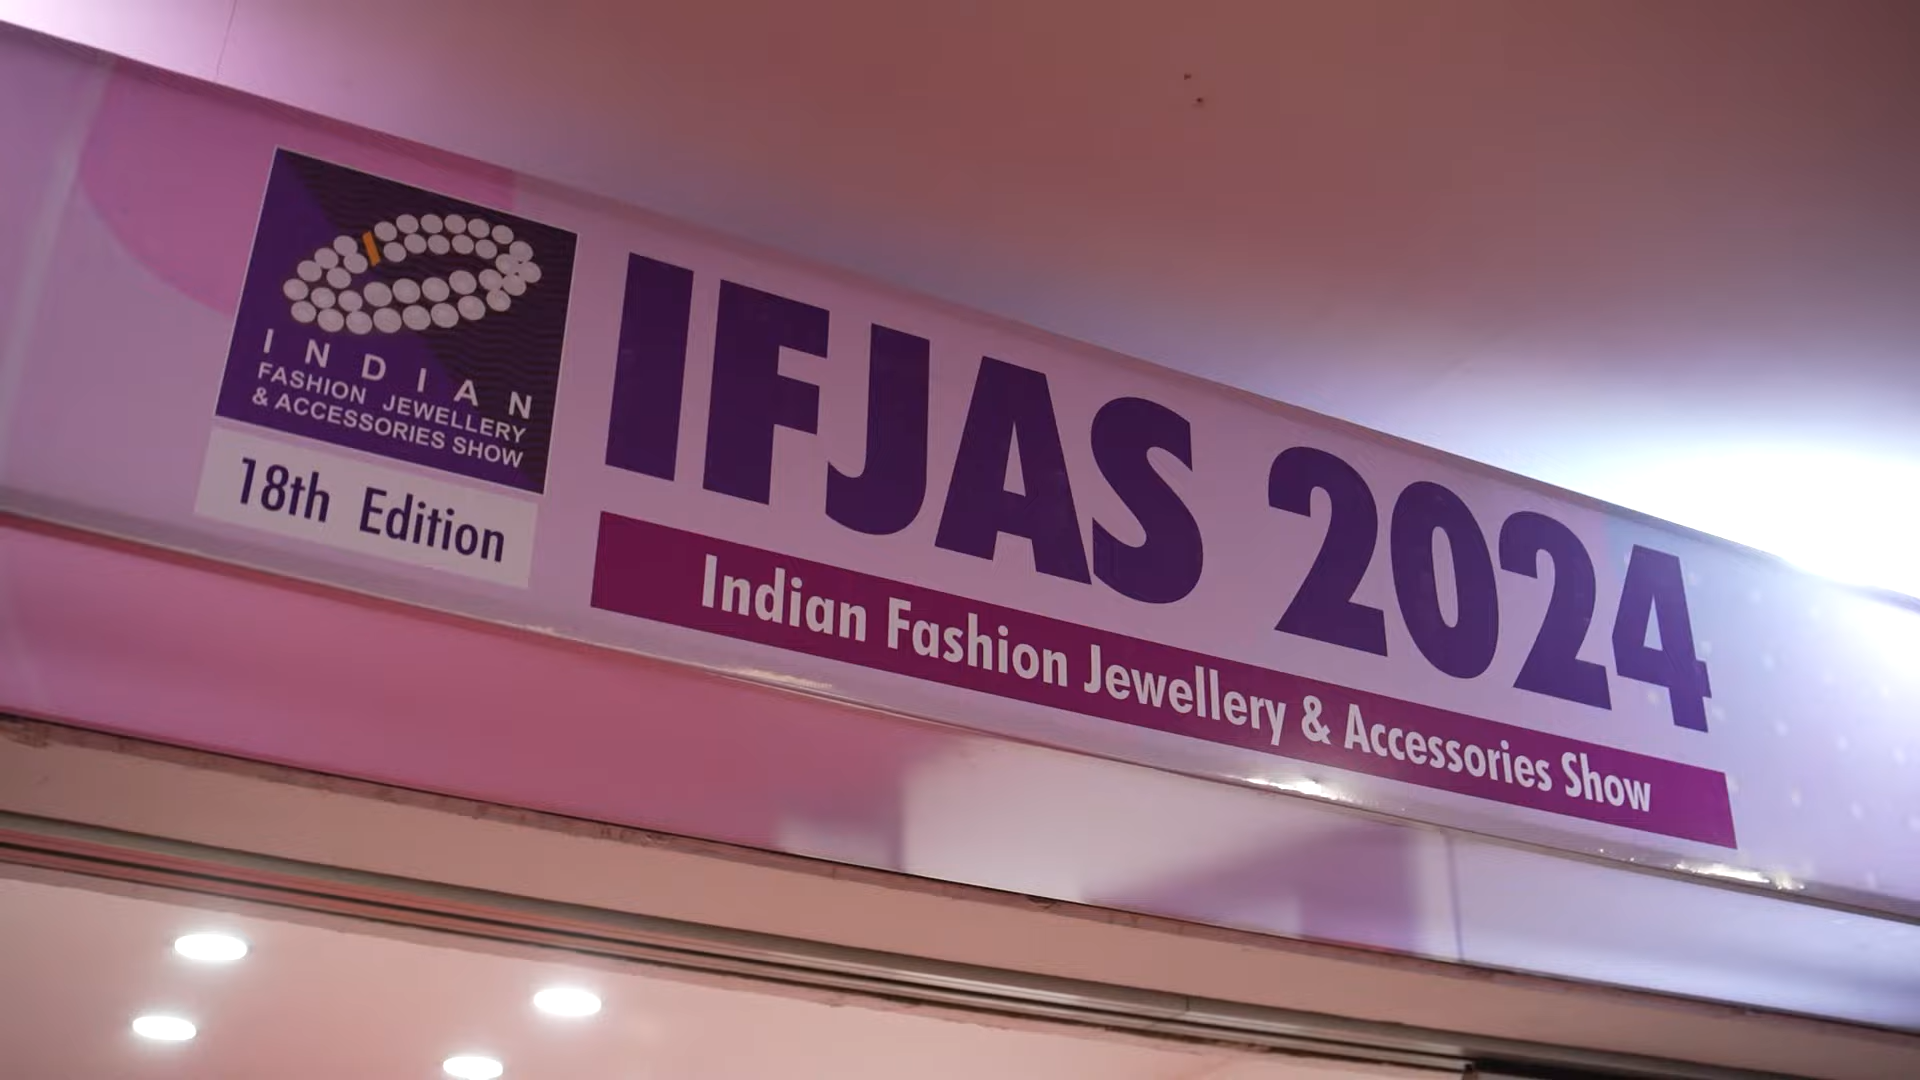 INDIAN
FASHION JEWELLERY
& ACCESSORIES SHOW
18th Edition
IFJAS 2024
Indian Fashion Jewellery & Accessories Show